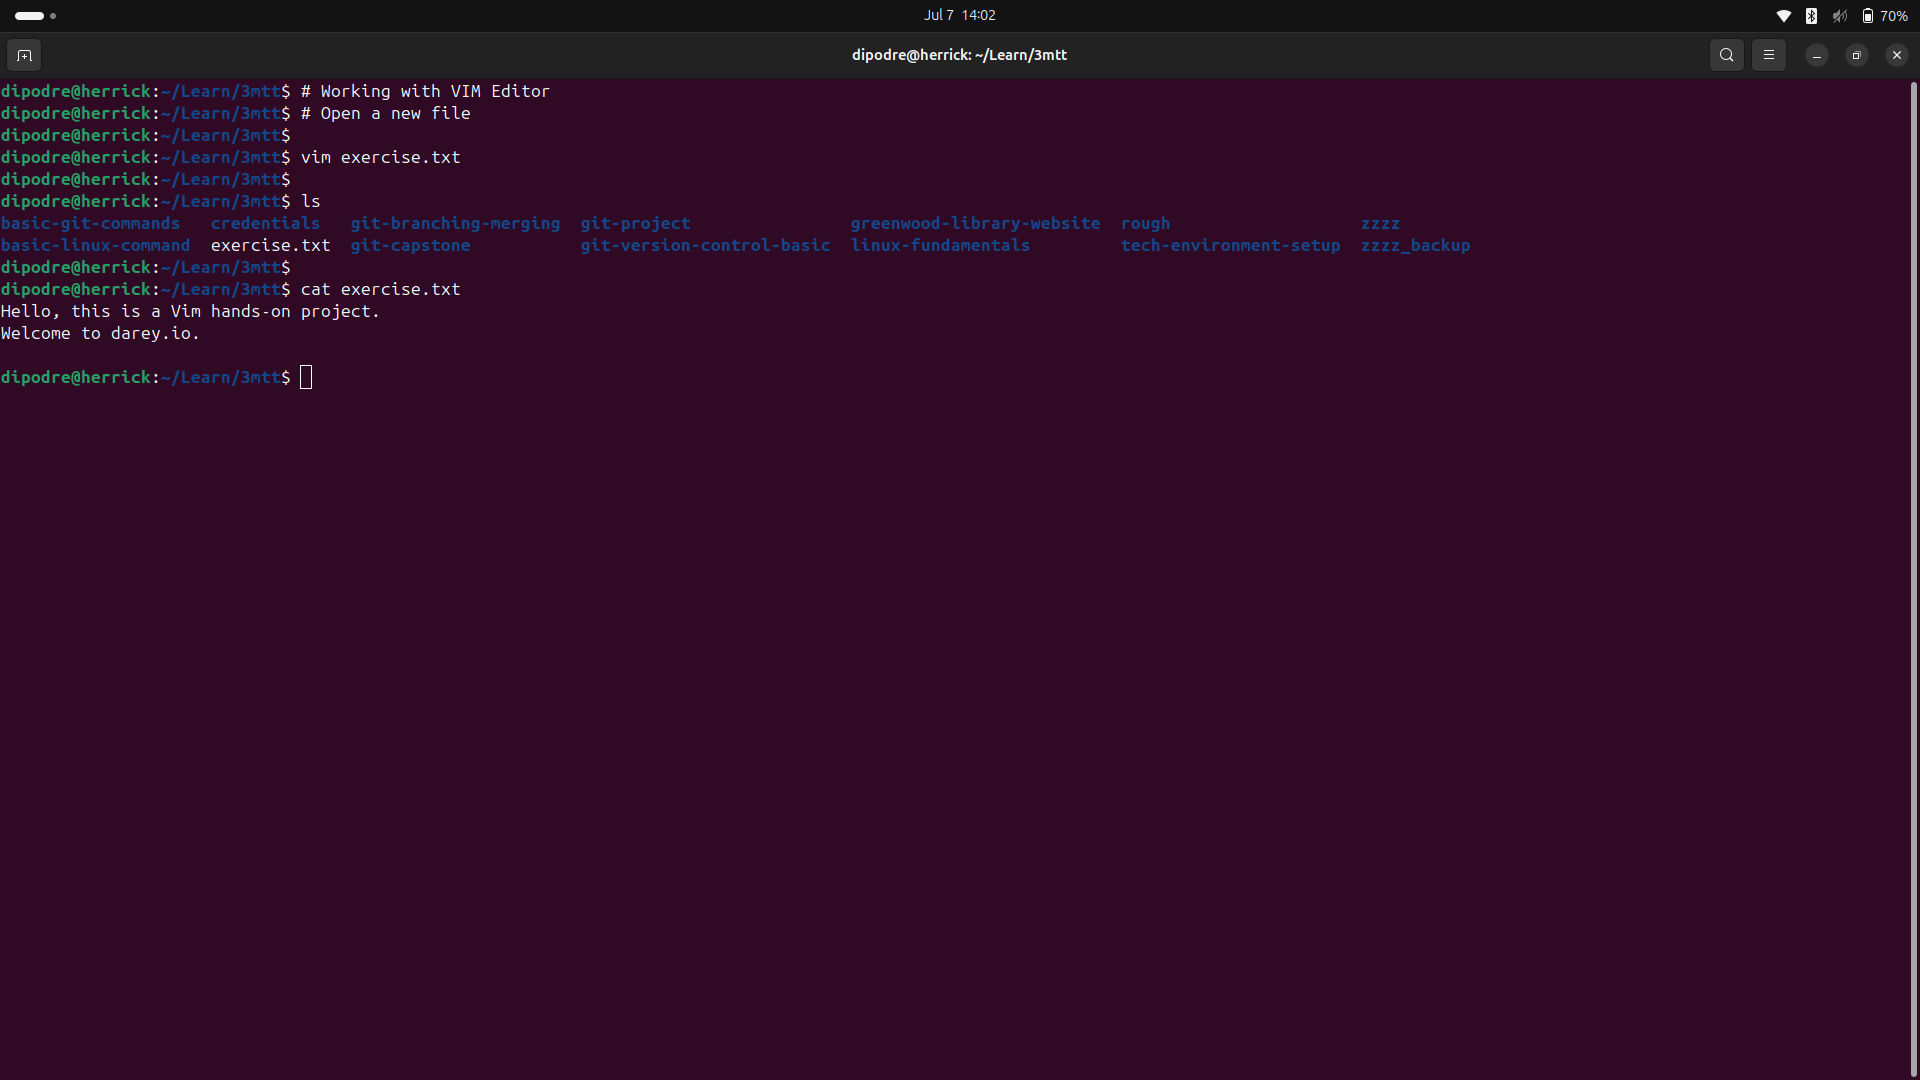 Jul 7 14:02
70%
dipodre@herrick: ~/Learn/3mtt
dipodre@herrick:~/Learn/3mtt$ # Working with VIM Editor
dipodre@herrick:~/Learn/3mtt$ # Open a new file
dipodre@herrick:~/Learn/3mtt$
dipodre@herrick:~/Learn/3mtt$ vim exercise.txt
dipodre@herrick:~/Learn/3mtt$
dipodre@herrick:~/Learn/3mtt$ ls
basic-git-commands credentials git-branching-merging git-project greenwood-library-website rough zzzz
basic-linux-command exercise.txt git-capstone git-version-control-basic linux-fundamentals tech-environment-setup zzzz_backup
dipodre@herrick:~/Learn/3mtt$
dipodre@herrick:~/Learn/3mtt$ cat exercise.txt
Hello, this is a Vim hands-on project.
Welcome to darey.io.
dipodre@herrick:~/Learn/3mtt$